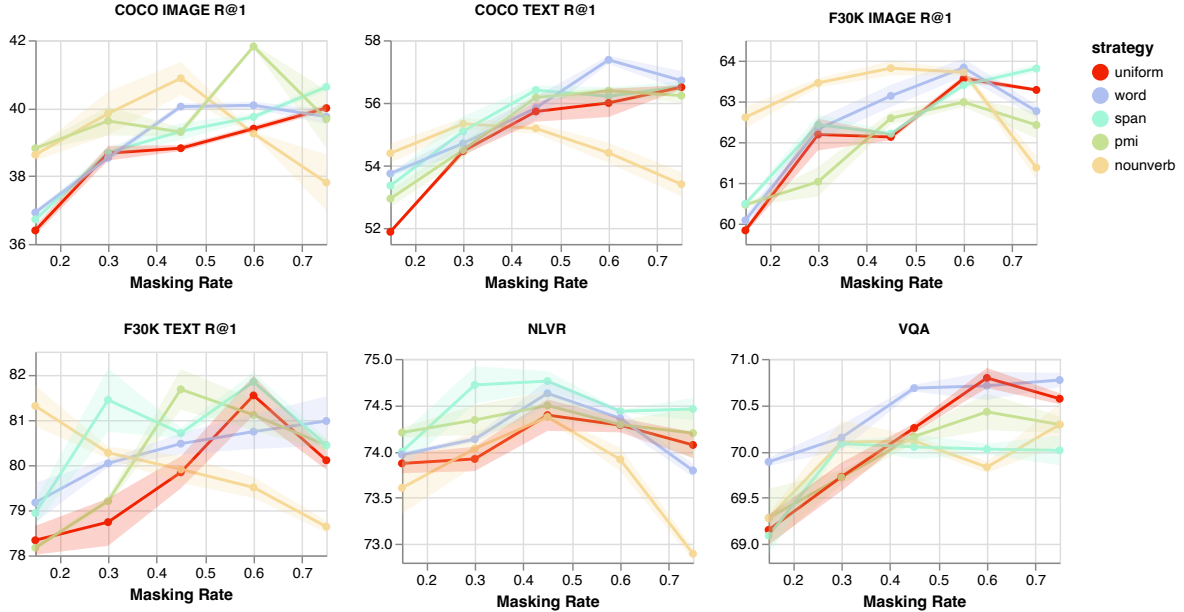 COCO IMAGE R@1
COCO TEXT R@1
F30K IMAGE R@1
42
40
38
36
0.2 0.3 0.4 0.5 0.6 0.7
Masking Rate
58
56
54
52
0.2 0.3 0.4 0.5 0.6 0.7
Masking Rate
64
63
62
61
60
0.2 0.3 0.4 0.5 0.6 0.7
Masking Rate
strategy
uniform
word
span
pmi
nounverb
F30K TEXT R@1
NLVR
VQA
82
81
80
79
78
0.2 0.3 0.4 0.5 0.6 0.7
Masking Rate
75.0
74.5
74.0
73.5
73.0
0.2 0.3 0.4 0.5 0.6 0.7
Masking Rate
71.0
70.5
70.0
69.5
69.0
0.2 0.3 0.4 0.5 0.6 0.7
Masking Rate